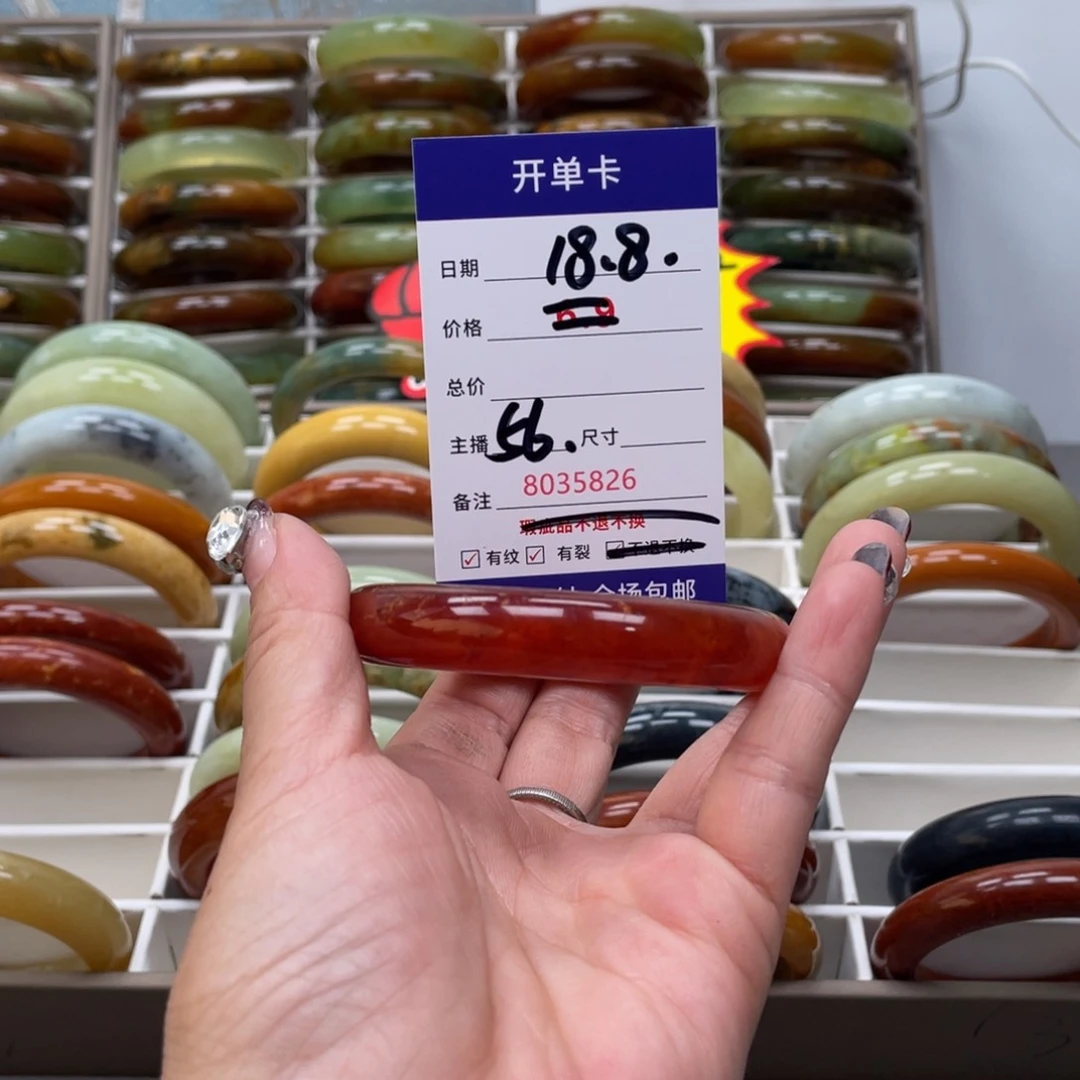 开单卡
日期 18.8.
价格
总价
主播 56. 尺寸
备注 8035826
瑕疵品不退不换
☑ 有纹 ☑ 有裂 ☑ 不退不换
全场包邮